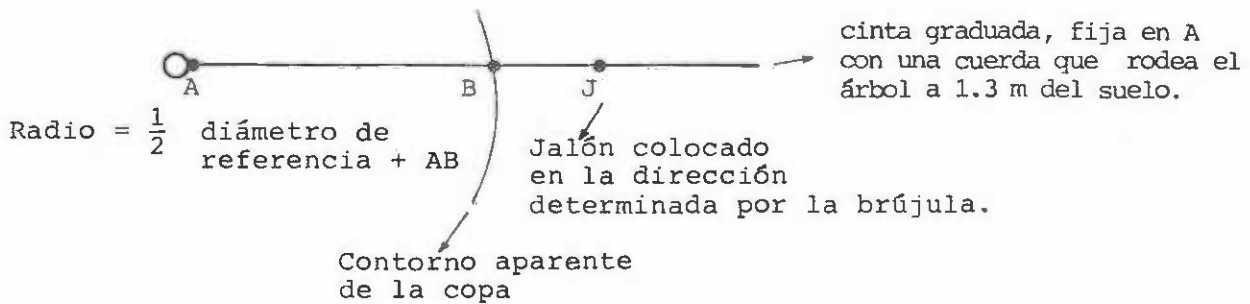 cinta graduada, fija en A
con una cuerda que rodea el
árbol a 1.3 m del suelo.
A
B
J
Radio = 1/2 diámetro de
referencia + AB
Jalón colocado
en la dirección
determinada por la brújula.
Contorno aparente
de la copa